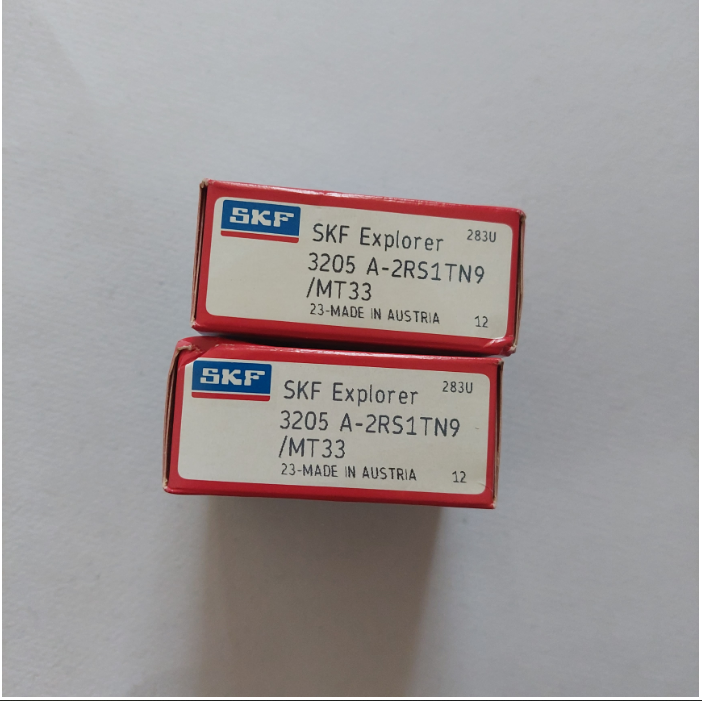 SKF
SKF Explorer 283U
3205 A-2RS1TN9
/MT33
23-MADE IN AUSTRIA 12
SKF
SKF Explorer 283U
3205 A-2RS1TN9
/MT33
23-MADE IN AUSTRIA 12